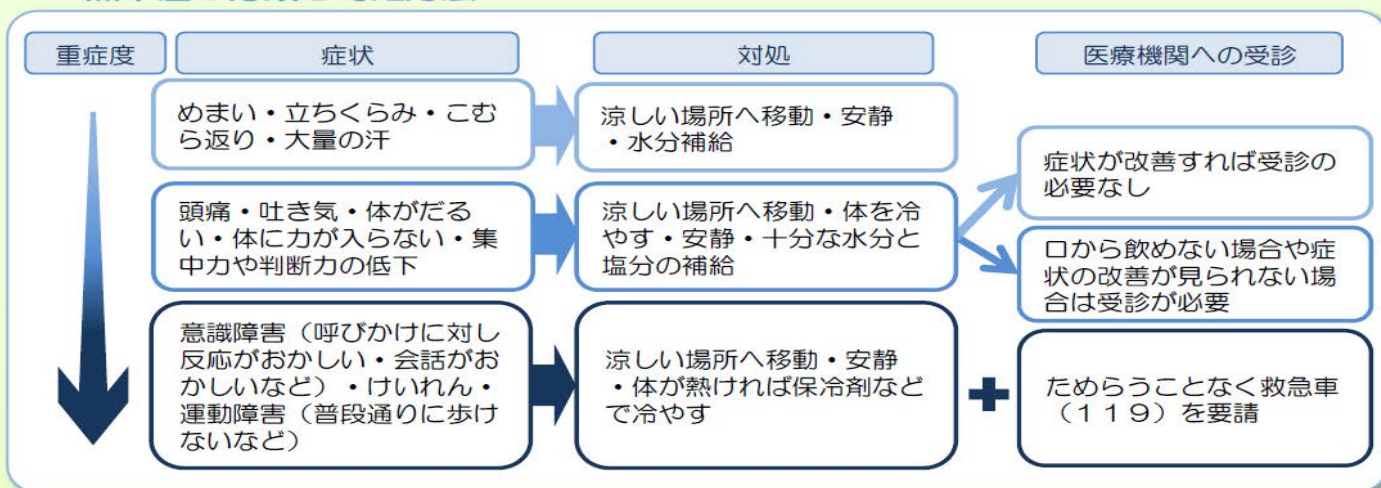 重症度
症状
対処
医療機関への受診
めまい・立ちくらみ・こむ
ら返り・大量の汗
涼しい場所へ移動・安静
・水分補給
症状が改善すれば受診の
必要なし
頭痛・吐き気・体がだる
い・体に力が入らない・集
中力や判断力の低下
涼しい場所へ移動・体を冷
やす・安静・十分な水分と
塩分の補給
口から飲めない場合や症
状の改善が見られない場
合は受診が必要
意識障害（呼びかけに対し
反応がおかしい・会話がお
かしいなど）・けいれん・
運動障害（普段通りに歩け
ないなど）
涼しい場所へ移動・安静
・体が熱ければ保冷剤など
で冷やす
ためらうことなく救急車
（１１９）を要請